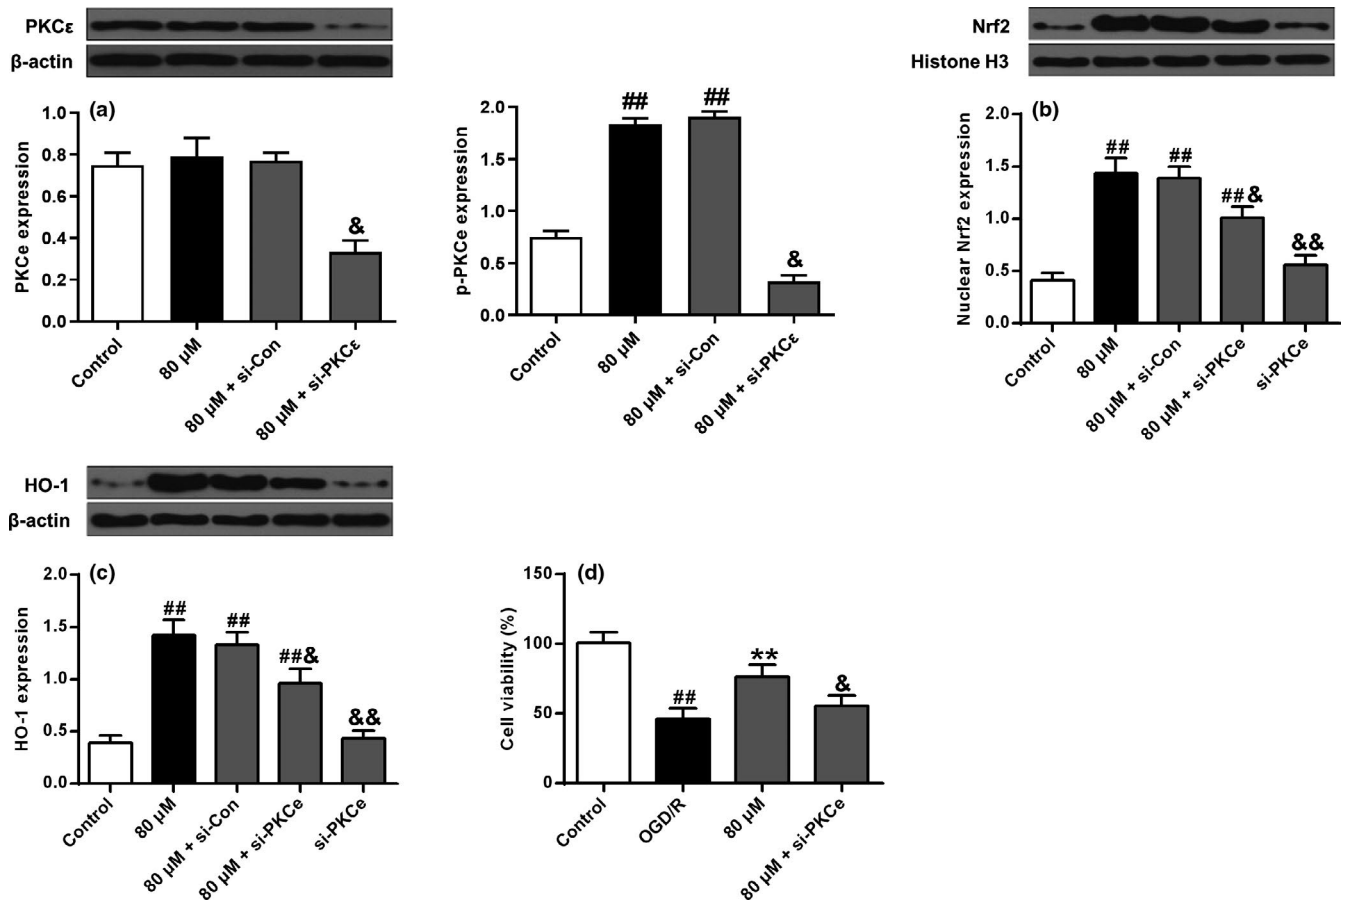 PKCε
β-actin
(a)
PKCe expression
1.0
0.8
0.6
0.4
0.2
0.0
&
Control
80 µM
80 µM + si-Con
80 µM + si-PKCε
p-PKCe expression
2.0
1.5
1.0
0.5
0.0
##
##
&
Control
80 µM
80 µM + si-Con
80 µM + si-PKCε
Nrf2
Histone H3
(b)
Nuclear Nrf2 expression
2.0
1.5
1.0
0.5
0.0
##
##
##&
&&
Control
80 µM
80 µM + si-Con
80 µM + si-PKCe
si-PKCe
HO-1
β-actin
(c)
HO-1 expression
2.0
1.5
1.0
0.5
0.0
##
##
##&
&&
Control
80 µM
80 µM + si-Con
80 µM + si-PKCe
si-PKCe
(d)
Cell viability (%)
150
100
50
0
##
**
&
Control
OGD/R
80 µM
80 µM + si-PKCe